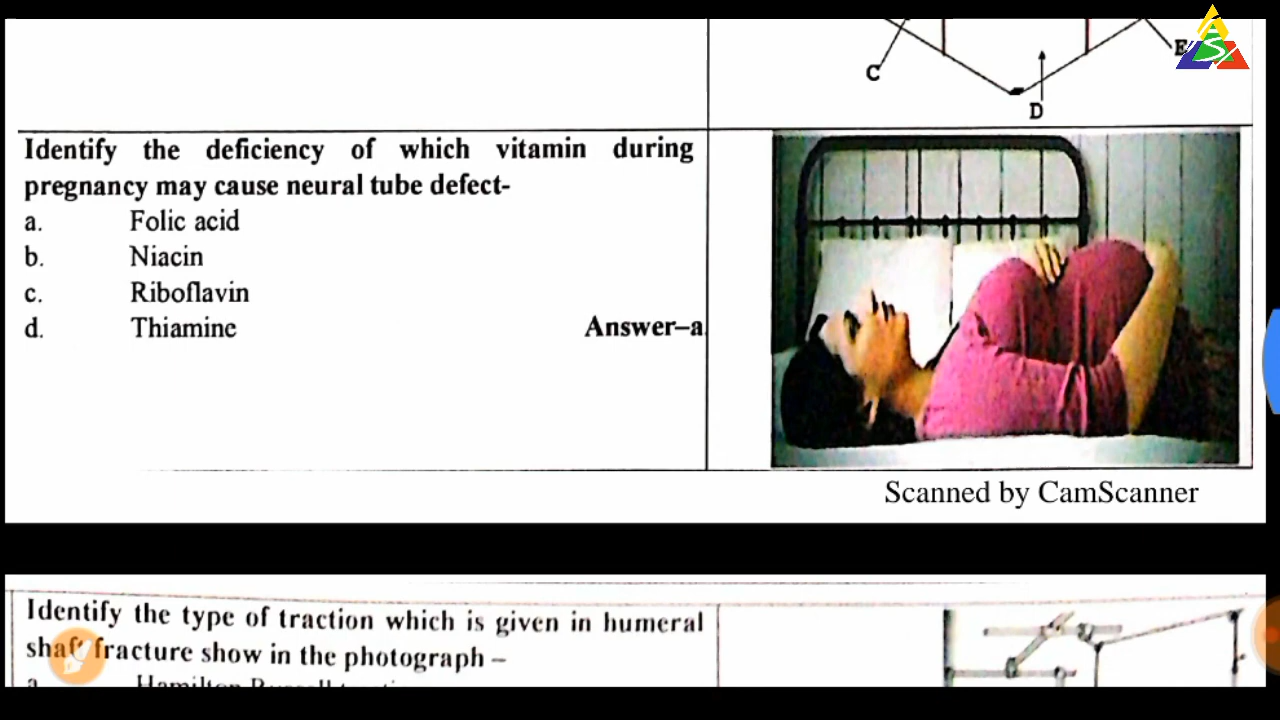 C
D
E
S
Identify the deficiency of which vitamin during
pregnancy may cause neural tube defect-
a. Folic acid
b. Niacin
c. Riboflavin
d. Thiamine Answer–a
Scanned by CamScanner
Identify the type of traction which is given in humeral
shaft fracture show in the photograph –